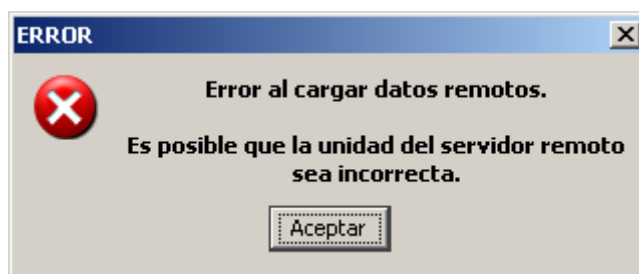 ERROR
Error al cargar datos remotos.
Es posible que la unidad del servidor remoto
sea incorrecta.
Aceptar